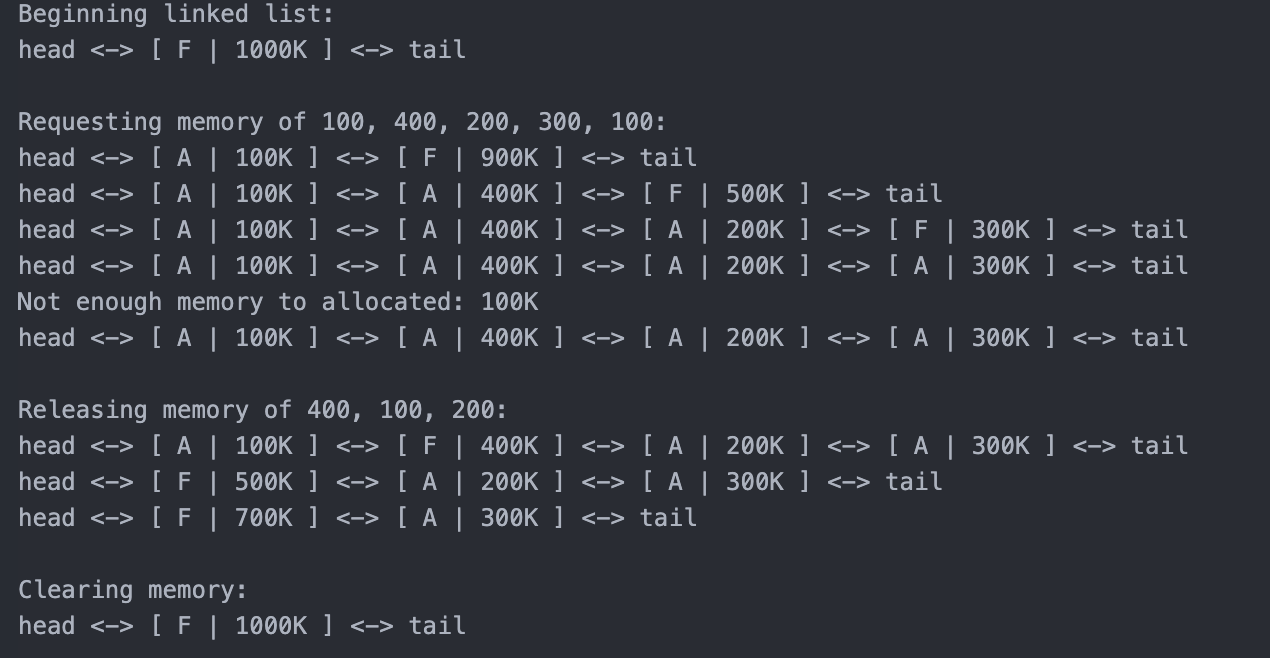 Beginning linked list:
head <-> [ F | 1000K ] <-> tail
Requesting memory of 100, 400, 200, 300, 100:
head <-> [ A | 100K ] <-> [ F | 900K ] <-> tail
head <-> [ A | 100K ] <-> [ A | 400K ] <-> [ F | 500K ] <-> tail
head <-> [ A | 100K ] <-> [ A | 400K ] <-> [ A | 200K ] <-> [ F | 300K ] <-> tail
head <-> [ A | 100K ] <-> [ A | 400K ] <-> [ A | 200K ] <-> [ A | 300K ] <-> tail
Not enough memory to allocated: 100K
head <-> [ A | 100K ] <-> [ A | 400K ] <-> [ A | 200K ] <-> [ A | 300K ] <-> tail
Releasing memory of 400, 100, 200:
head <-> [ A | 100K ] <-> [ F | 400K ] <-> [ A | 200K ] <-> [ A | 300K ] <-> tail
head <-> [ F | 500K ] <-> [ A | 200K ] <-> [ A | 300K ] <-> tail
head <-> [ F | 700K ] <-> [ A | 300K ] <-> tail
Clearing memory:
head <-> [ F | 1000K ] <-> tail